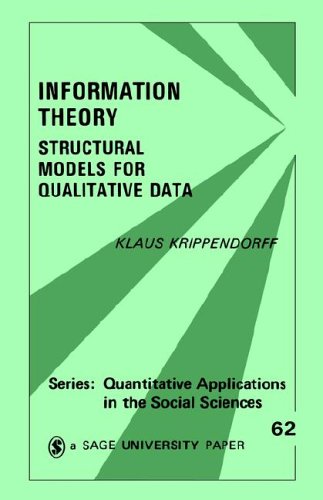 INFORMATION
THEORY
STRUCTURAL
MODELS FOR
QUALITATIVE DATA
KLAUS KRIPPENDORFF
Series: Quantitative Applications
in the Social Sciences
62
S a SAGE UNIVERSITY PAPER